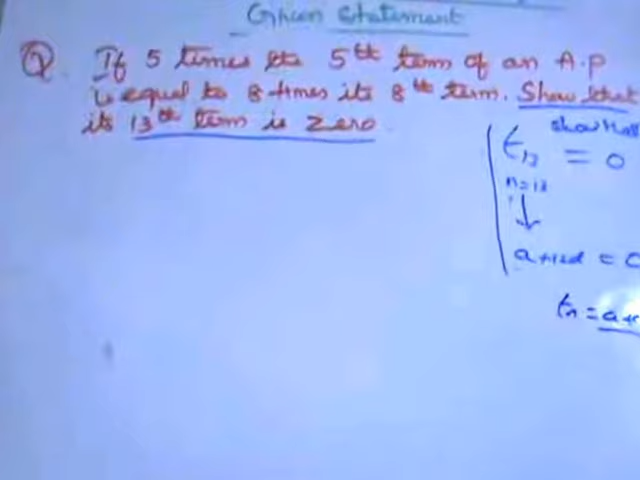 Given Statement
Q. If 5 times its 5th term of an A.P
is equal to 8 times its 8th term. Show that
its 13th term is zero.
show that
t13 = 0
n=13
↓
a+12d = 0
tn = a+